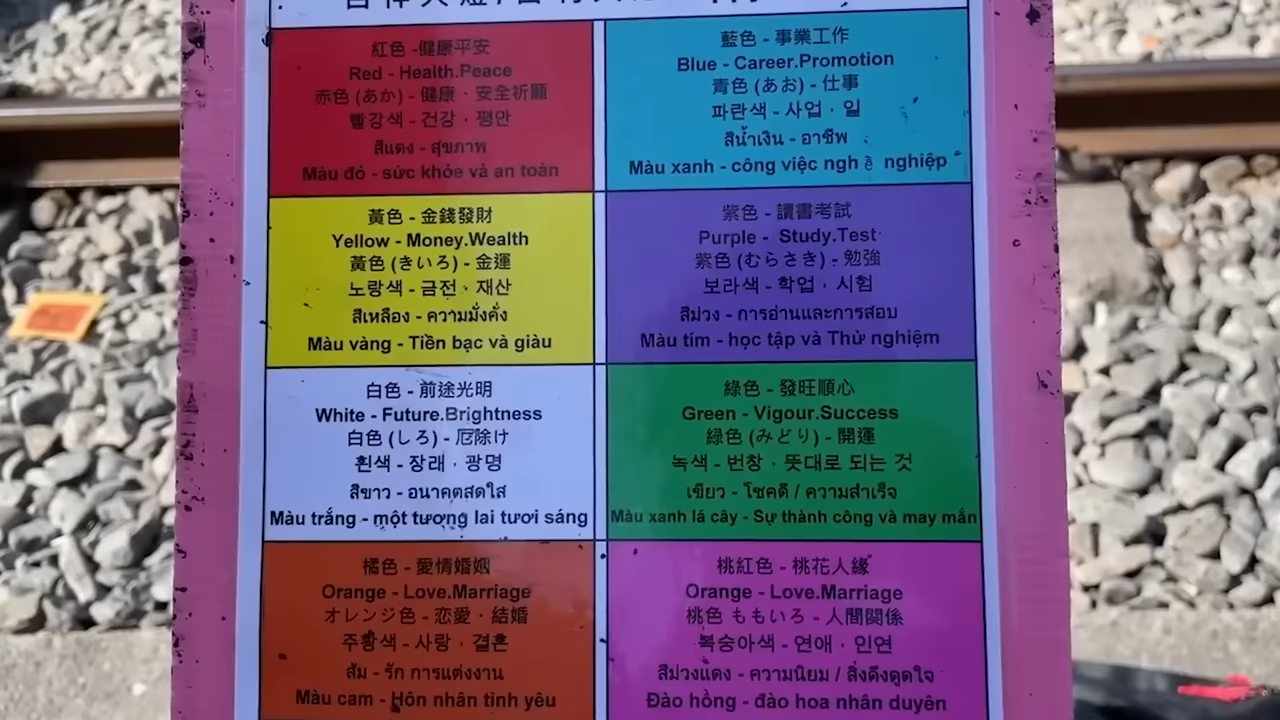 紅色 -健康平安
Red - Health.Peace
赤色 (あか) - 健康・安全祈願
빨강색 - 건강 · 평안
สีแดง - สุขภาพ
Màu đỏ - sức khỏe và an toàn
藍色 - 事業工作
Blue - Career.Promotion
青色 (あお) - 仕事
파란색 - 사업 · 일
สีน้ำเงิน - อาชีพ
Màu xanh - công việc ngh ề nghiệp
黃色 - 金錢發財
Yellow - Money.Wealth
黃色 (きいろ) - 金運
노랑색 - 금전 · 재산
สีเหลือง - ความมั่งคั่ง
Màu vàng - Tiền bạc và giàu
紫色 - 讀書考試
Purple - Study.Test
紫色 (むらさき) - 勉強
보라색 - 학업 · 시험
สีม่วง - การอ่านและการสอบ
Màu tím - học tập và Thử nghiệm
白色 - 前途光明
White - Future.Brightness
白色 (しろ) - 厄除け
흰색 - 장래 · 광명
สีขาว - อนาคตสดใส
Màu trắng - một tương lai tươi sáng
綠色 - 發旺順心
Green - Vigour.Success
緑色 (みどり) - 開運
녹색 - 번창 · 뜻대로 되는 것
เขียว - โชคดี / ความสำเร็จ
Màu xanh lá cây - Sự thành công và may mắn
橘色 - 愛情婚姻
Orange - Love.Marriage
オレンジ色 - 恋愛・結婚
주황색 - 사랑 · 결혼
ส้ม - รัก การแต่งงาน
Màu cam - Hôn nhân tình yêu
桃紅色 - 桃花人緣
Orange - Love.Marriage
桃色 ももいろ - 人間関係
복숭아색 - 연애 · 인연
สีม่วงแดง - ความนิยม / สิ่งดึงดูดใจ
Đào hồng - đào hoa nhân duyên